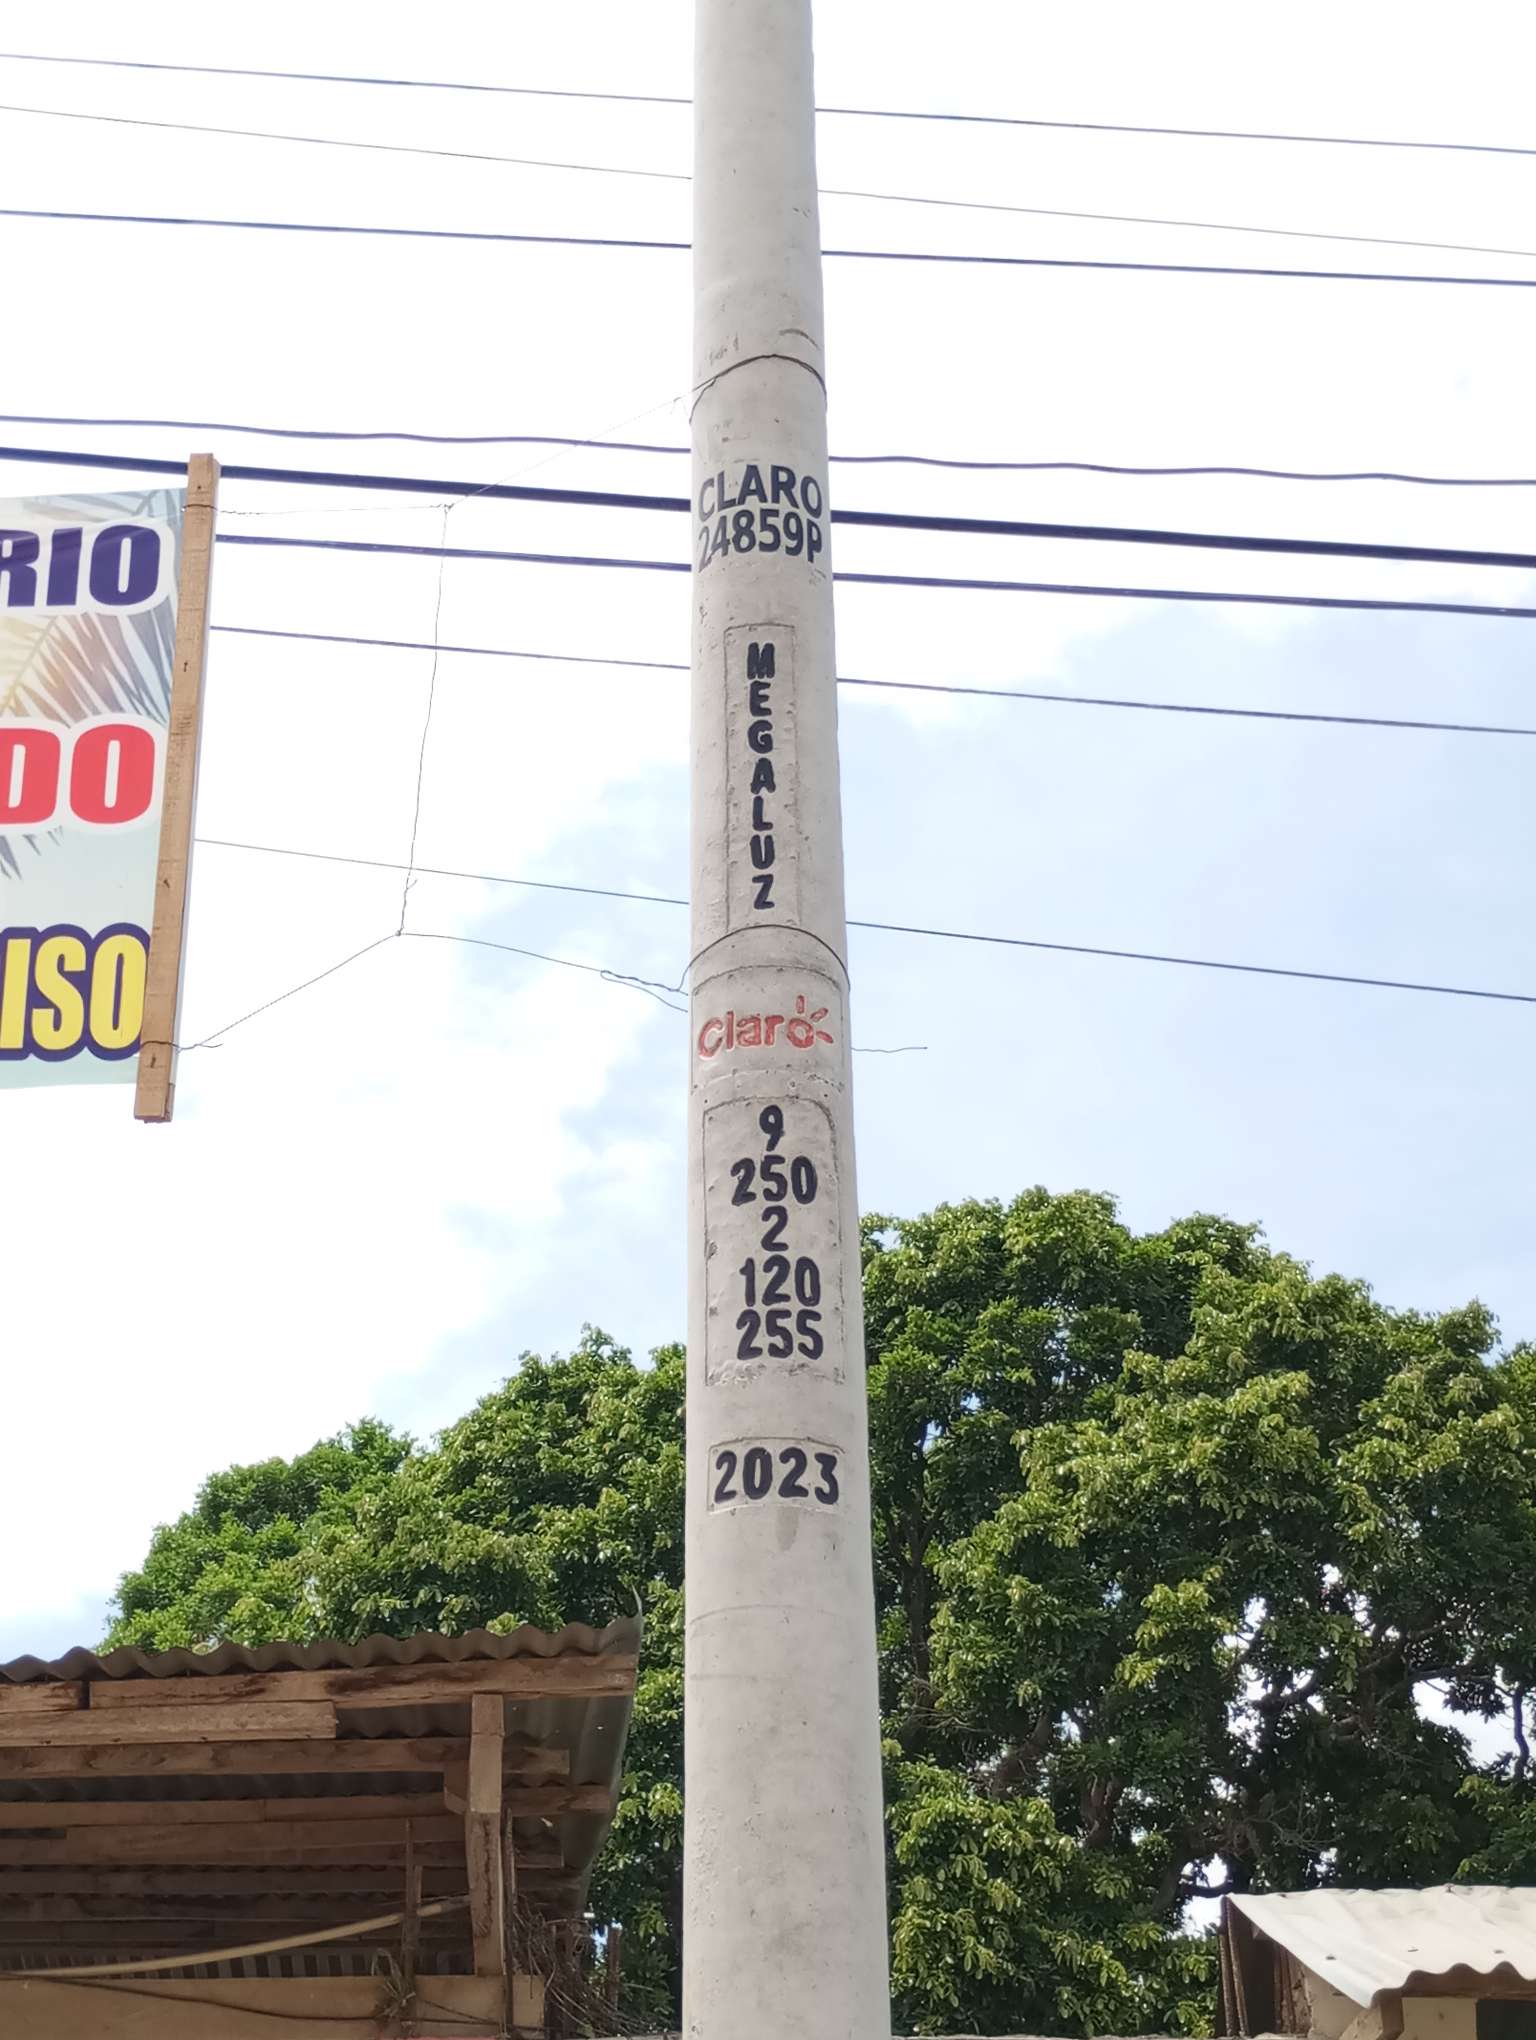 CLARO
24859P
MEGALUZ
Claro
9
250
2
120
255
2023
RIO
DO
ISO